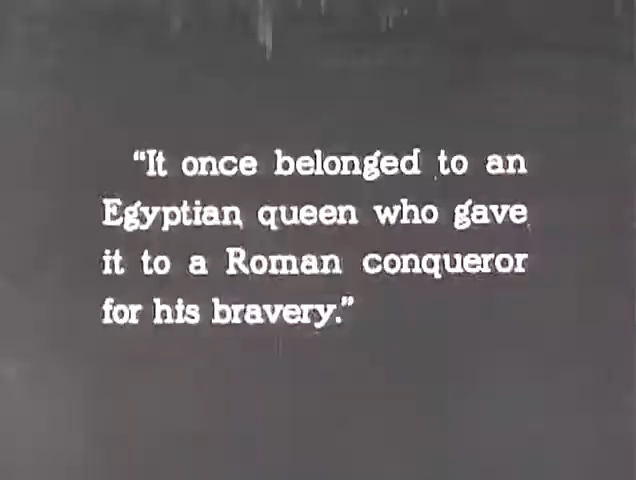 “It once belonged to an
Egyptian queen who gave
it to a Roman conqueror
for his bravery.”